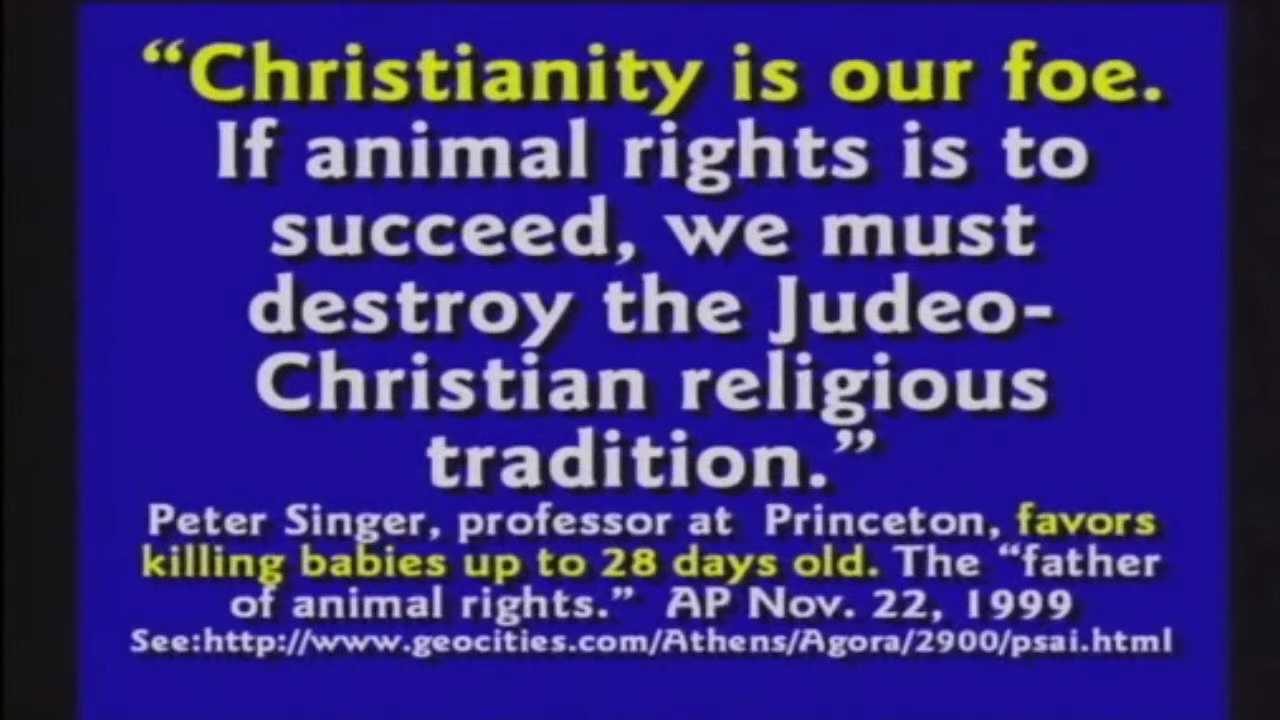 “Christianity is our foe.
If animal rights is to
succeed, we must
destroy the Judeo-
Christian religious
tradition.”
Peter Singer, professor at Princeton, favors
killing babies up to 28 days old. The “father
of animal rights.” AP Nov. 22, 1999
See:http://www.geocities.com/Athens/Agora/2900/psai.html